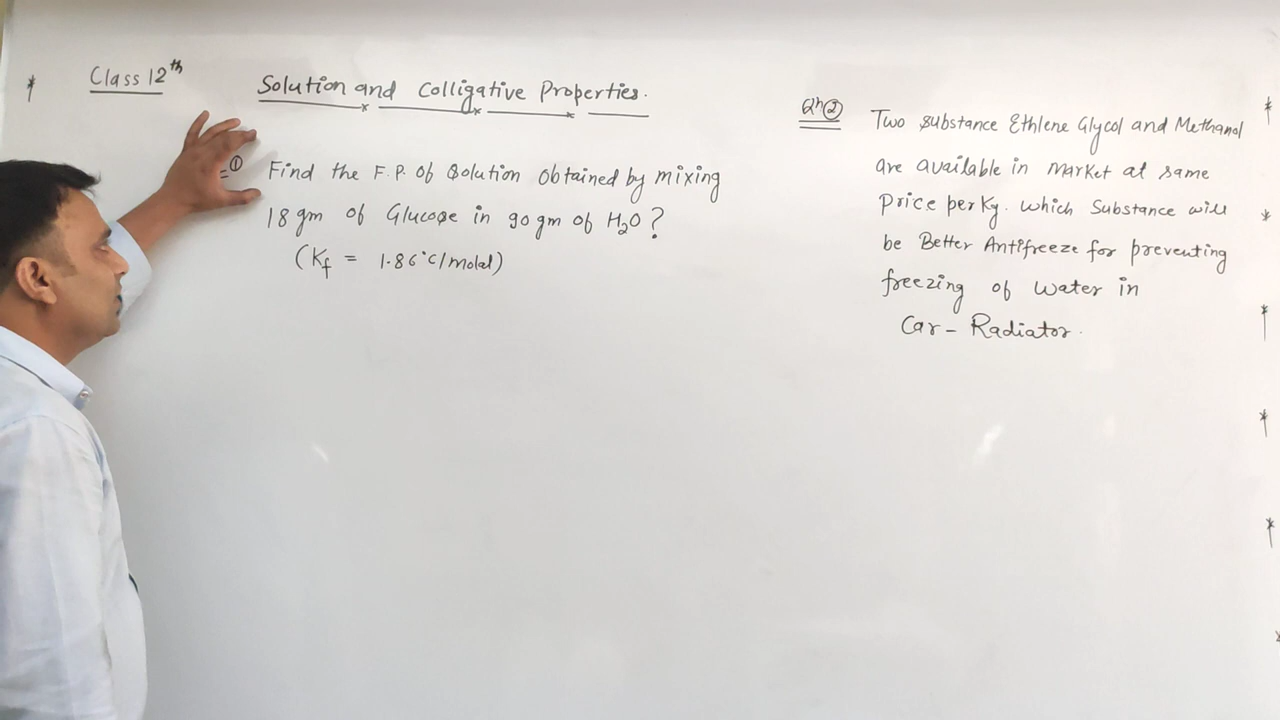 Class 12th
Solution and Colligative Properties.
①
Find the F.P. of Solution Obtained by mixing
18 gm of Glucose in 90 gm of H₂O?
(Kf = 1.86°C/molal)
Qn②
Two substance Ethlene Glycol and Methanol
are available in market at same
price per Kg. which Substance will
be Better Antifreeze for preventing
freezing of water in
Car - Radiator.